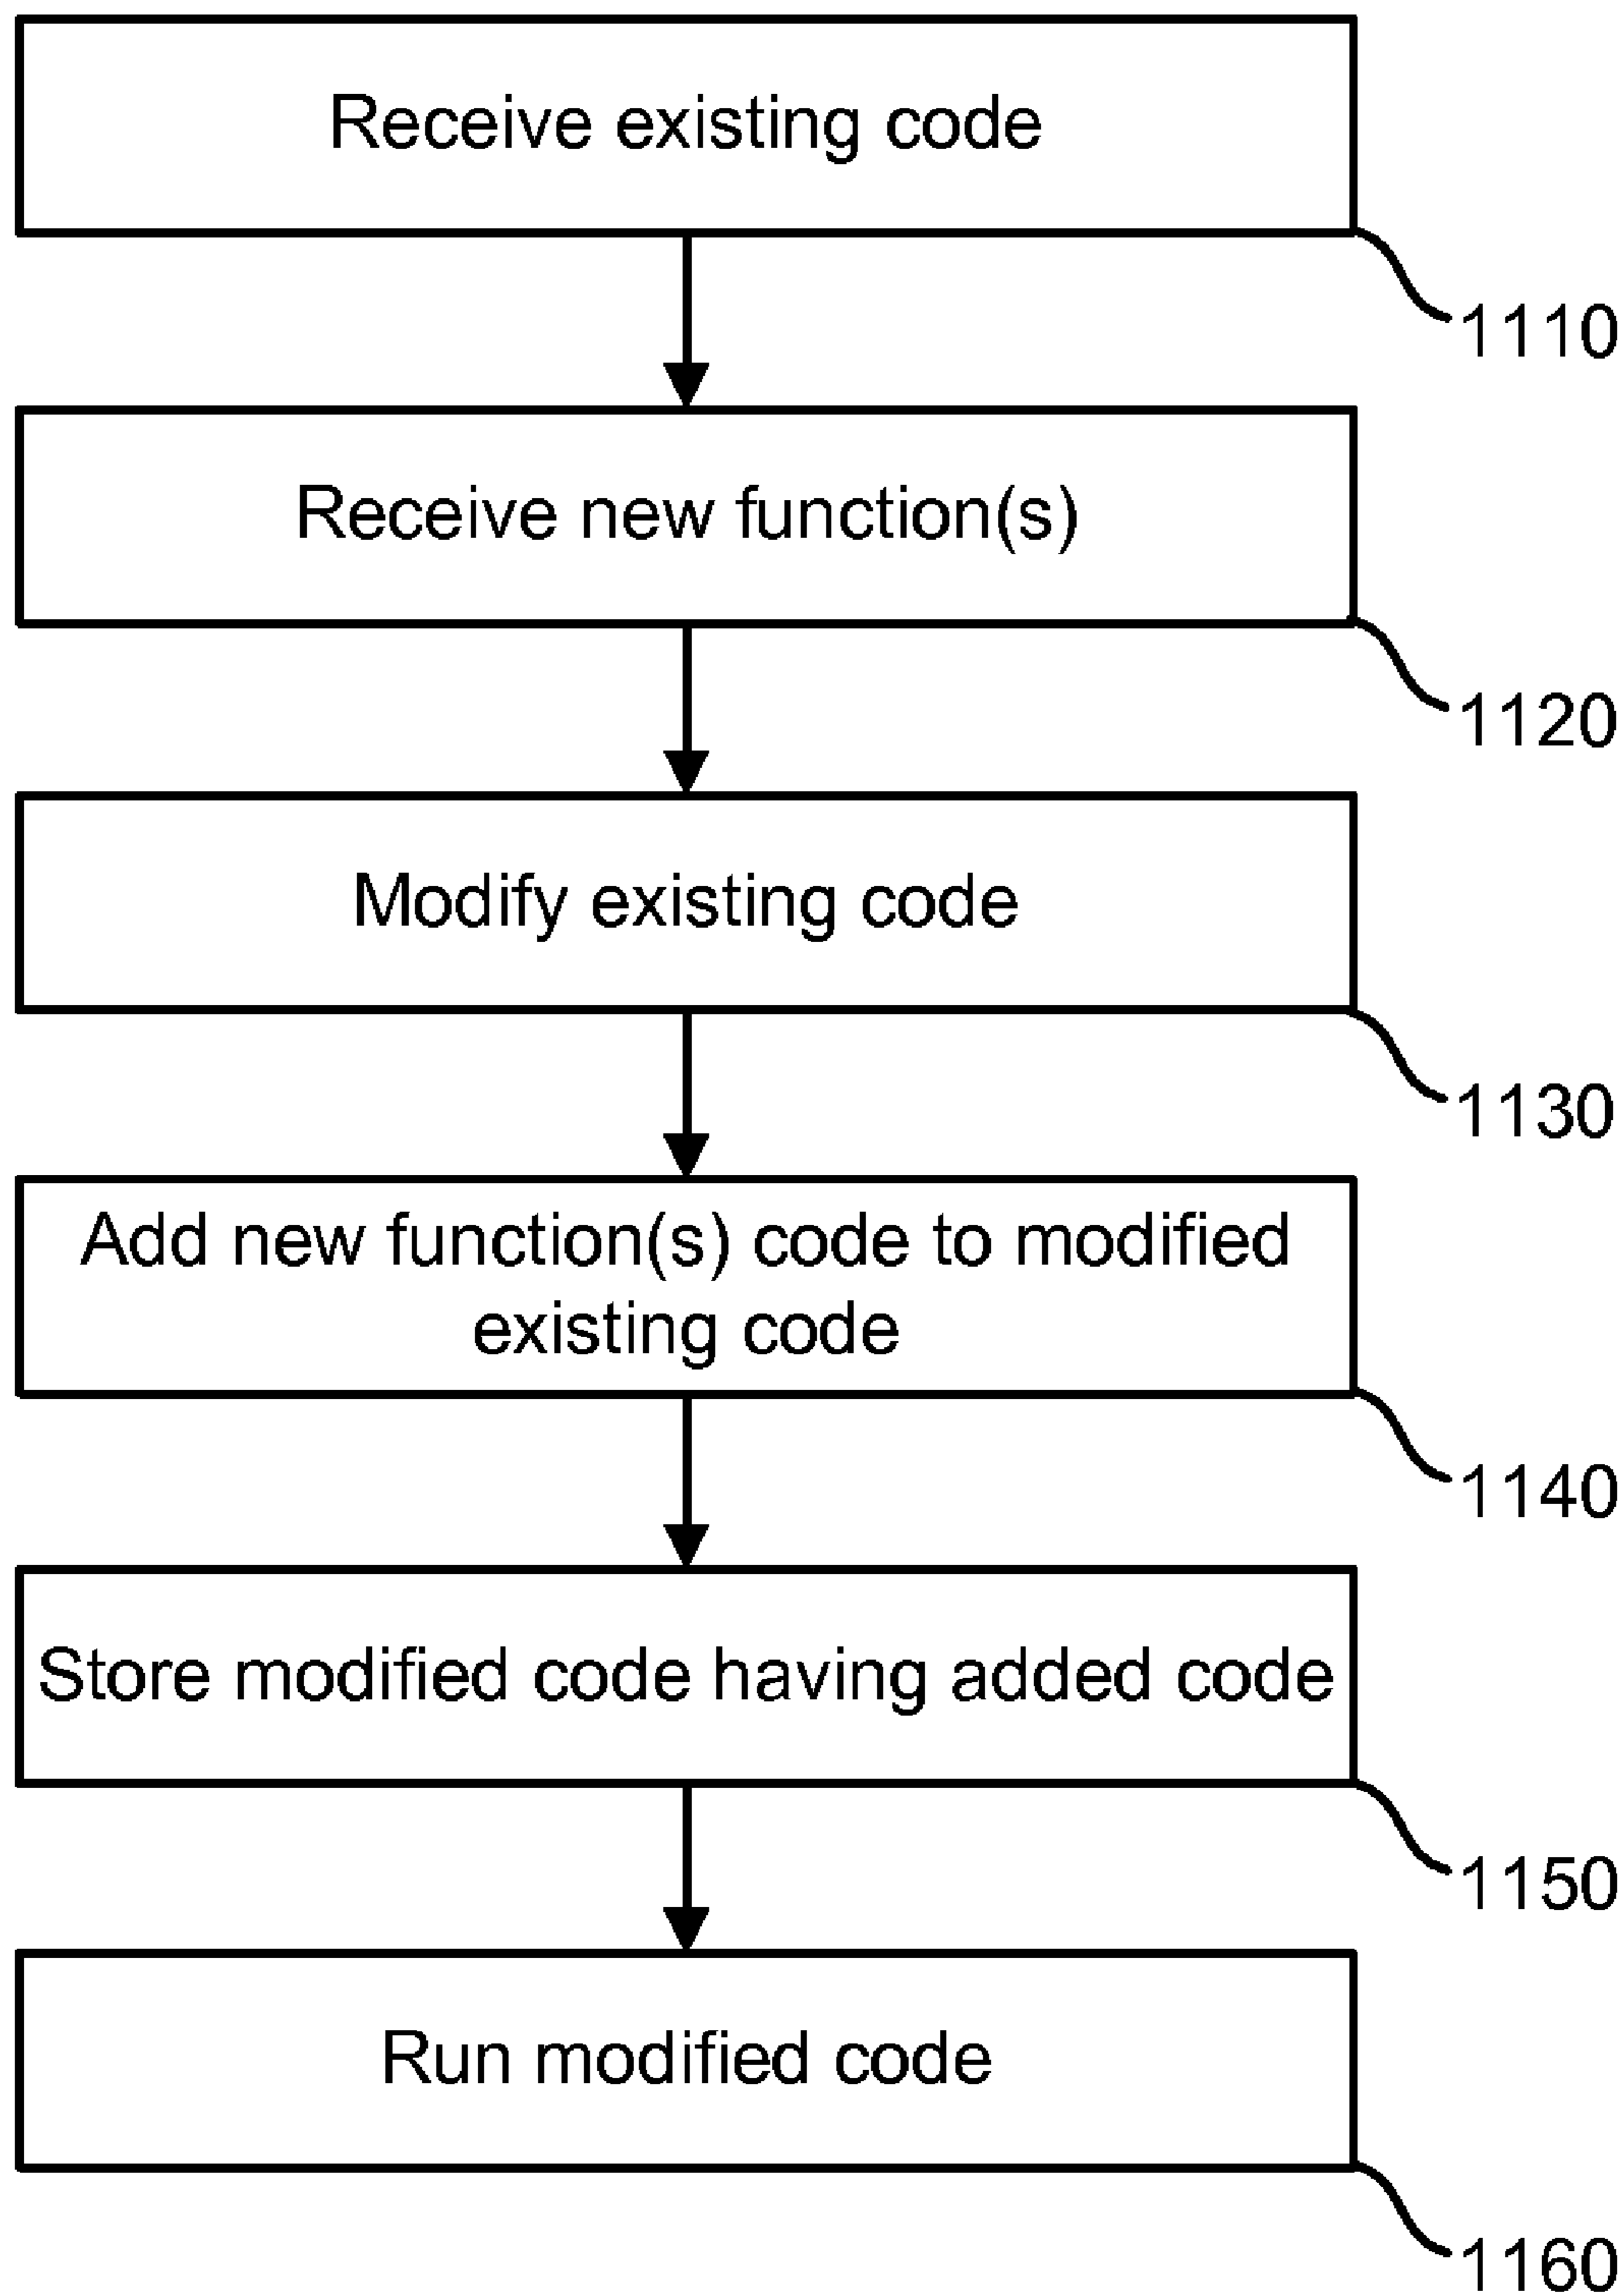 Receive existing code
1110
Receive new function(s)
1120
Modify existing code
1130
Add new function(s) code to modified
existing code
1140
Store modified code having added code
1150
Run modified code
1160